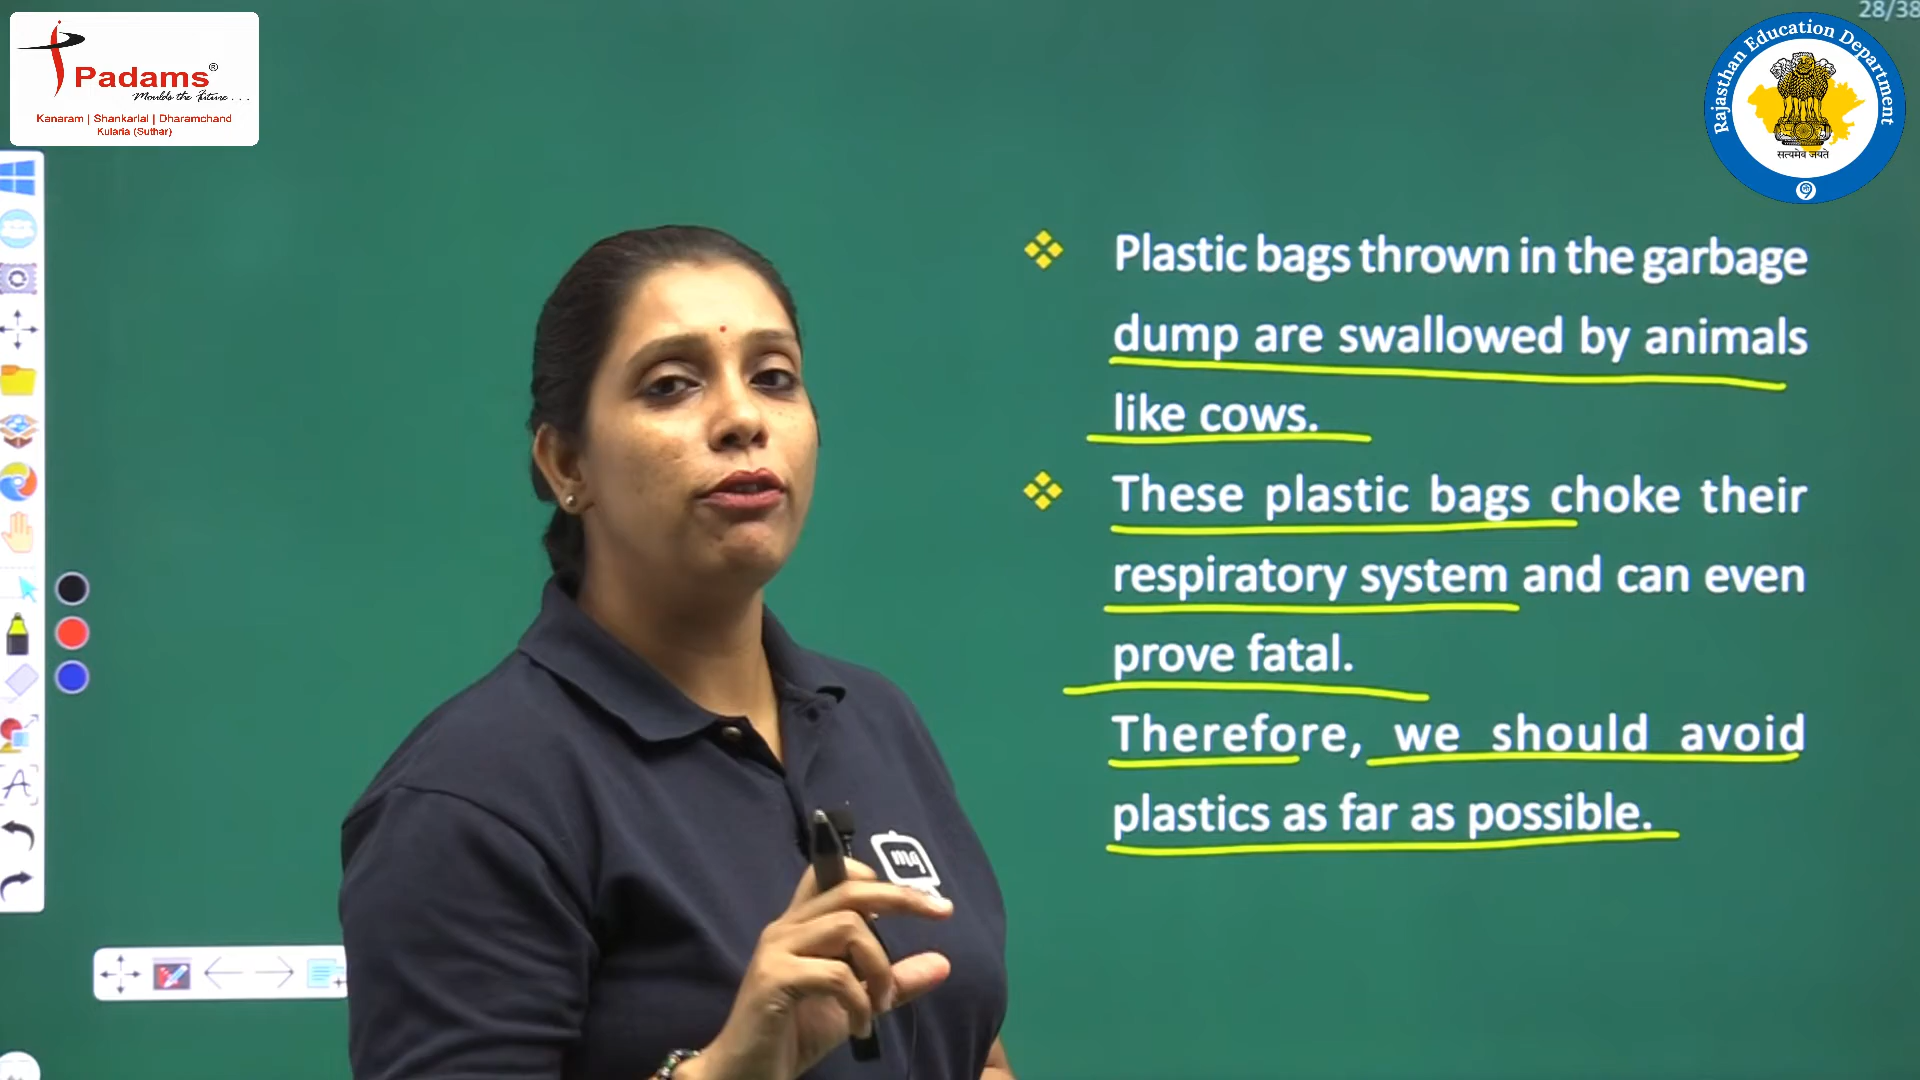 28/38
Padams®
Moulds the Future . . .
Kanaram | Shankarlal | Dharamchand
Kularia (Suthar)
Rajasthan Education Department
सत्यमेव जयते
Plastic bags thrown in the garbage
dump are swallowed by animals
like cows.
These plastic bags choke their
respiratory system and can even
prove fatal.
Therefore, we should avoid
plastics as far as possible.
A